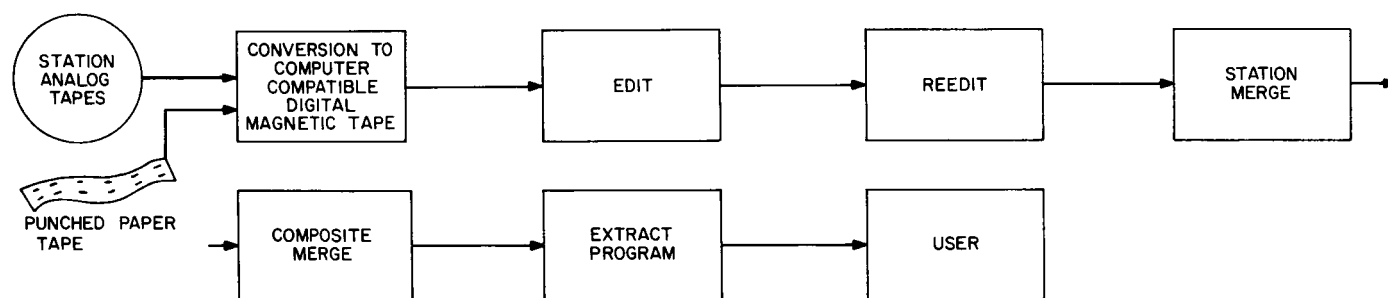 STATION
ANALOG
TAPES
CONVERSION TO
COMPUTER
COMPATIBLE
DIGITAL
MAGNETIC TAPE
EDIT
REEDIT
STATION
MERGE
PUNCHED PAPER
TAPE
COMPOSITE
MERGE
EXTRACT
PROGRAM
USER